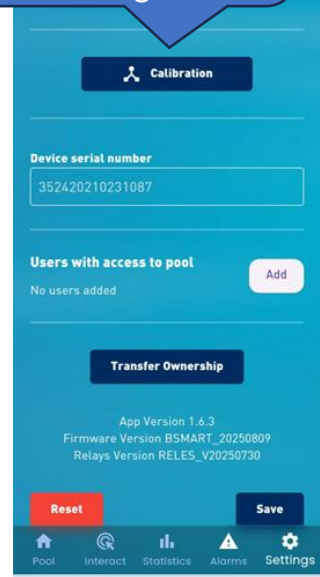 Calibration
Device serial number
352420210231087
Users with access to pool
Add
No users added
Transfer Ownership
App Version 1.6.3
Firmware Version BSMART_20250809
Relays Version RELES_V20250730
Reset
Save
Pool
Interact
Statistics
Alarms
Settings